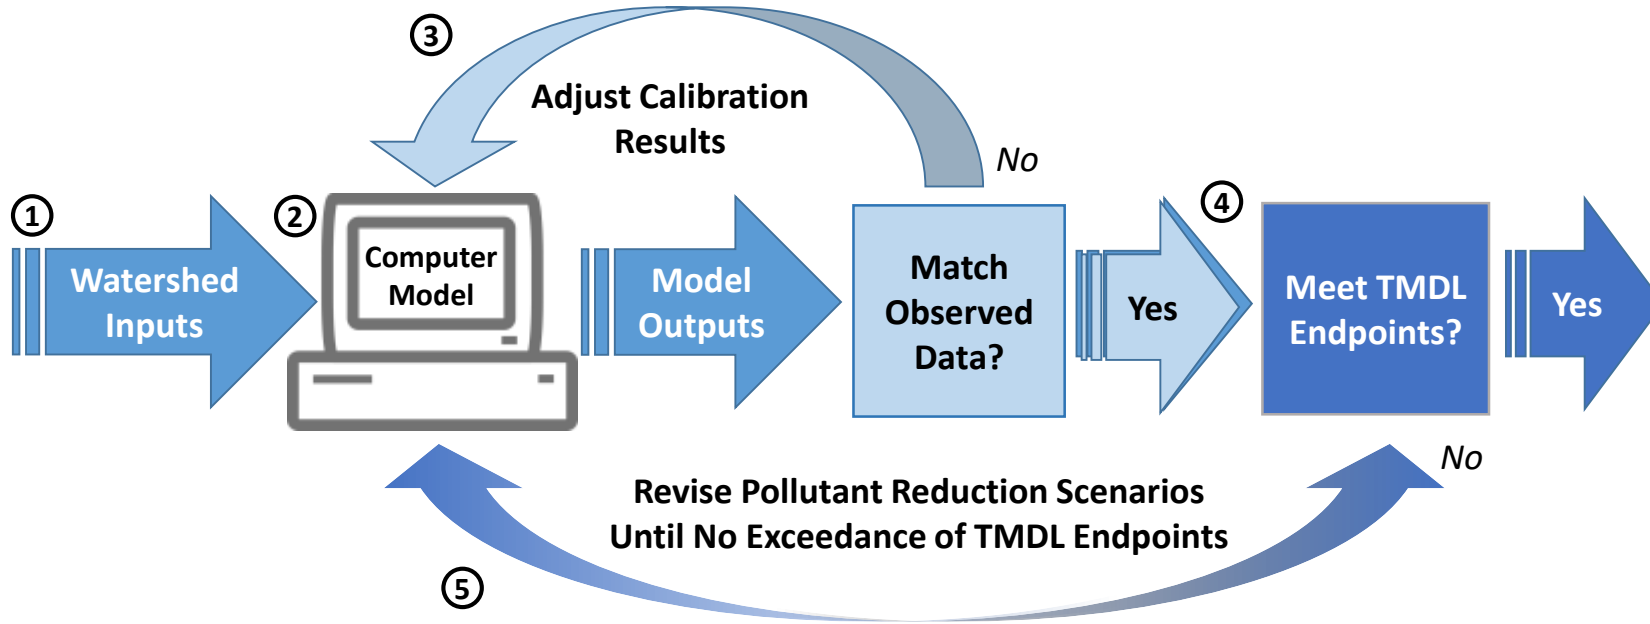 ③
Adjust Calibration
Results
No
①
Watershed
Inputs
②
Computer
Model
Model
Outputs
Match
Observed
Data?
Yes
④
Meet TMDL
Endpoints?
Yes
No
Revise Pollutant Reduction Scenarios
Until No Exceedance of TMDL Endpoints
⑤